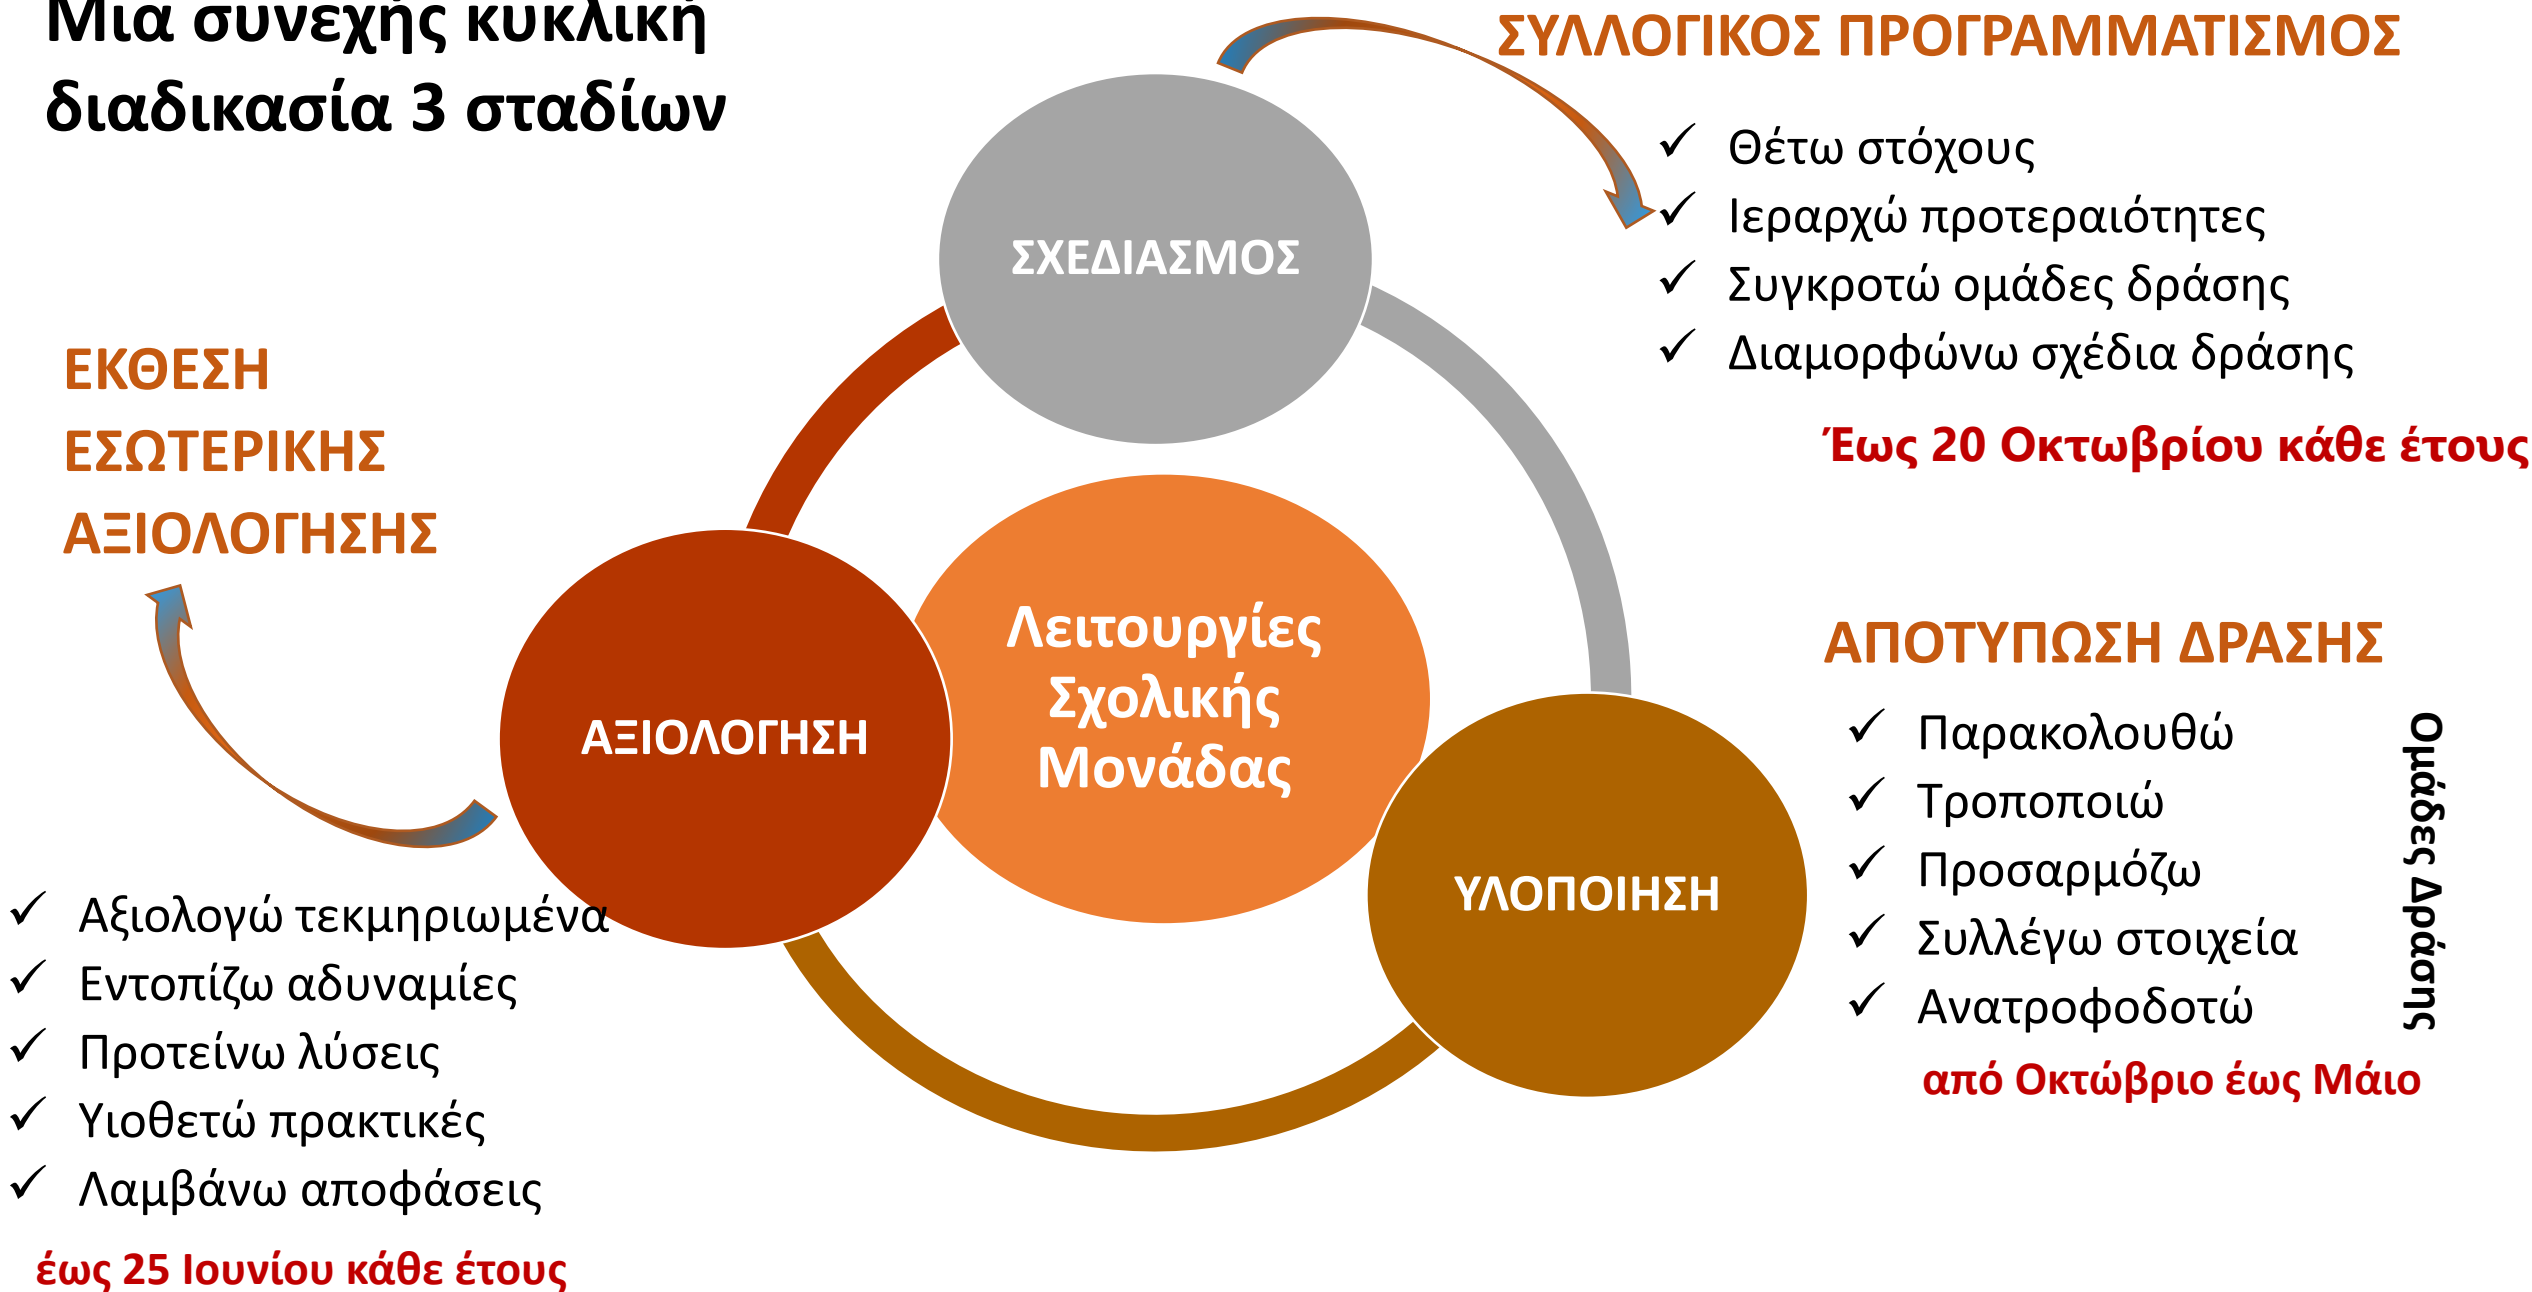 Μια συνεχής κυκλική
διαδικασία 3 σταδίων
ΣΥΛΛΟΓΙΚΟΣ ΠΡΟΓΡΑΜΜΑΤΙΣΜΟΣ
Θέτω στόχους
Ιεραρχώ προτεραιότητες
Συγκροτώ ομάδες δράσης
Διαμορφώνω σχέδια δράσης
Έως 20 Οκτωβρίου κάθε έτους
ΣΧΕΔΙΑΣΜΟΣ
ΕΚΘΕΣΗ
ΕΣΩΤΕΡΙΚΗΣ
ΑΞΙΟΛΟΓΗΣΗΣ
Λειτουργίες
Σχολικής
Μονάδας
ΑΞΙΟΛΟΓΗΣΗ
ΥΛΟΠΟΙΗΣΗ
ΑΠΟΤΥΠΩΣΗ ΔΡΑΣΗΣ
Παρακολουθώ
Τροποποιώ
Προσαρμόζω
Συλλέγω στοιχεία
Ανατροφοδοτώ
Ομάδες Δράσης
από Οκτώβριο έως Μάιο
Αξιολογώ τεκμηριωμένα
Εντοπίζω αδυναμίες
Προτείνω λύσεις
Υιοθετώ πρακτικές
Λαμβάνω αποφάσεις
έως 25 Ιουνίου κάθε έτους